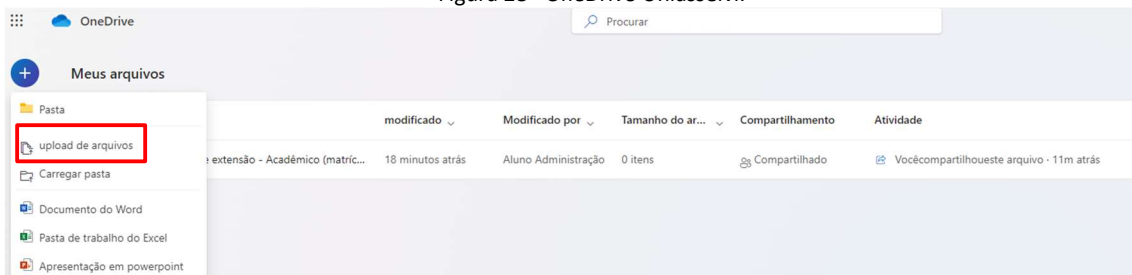 OneDrive
Procurar
Meus arquivos
Pasta
modificado
Modificado por
Tamanho do ar...
Compartilhamento
Atividade
upload de arquivos
extensão - Acadêmico (matríc...
18 minutos atrás
Aluno Administração
0 itens
Compartilhado
Vocêcompartilhoueste arquivo · 11m atrás
Carregar pasta
Documento do Word
Pasta de trabalho do Excel
Apresentação em powerpoint